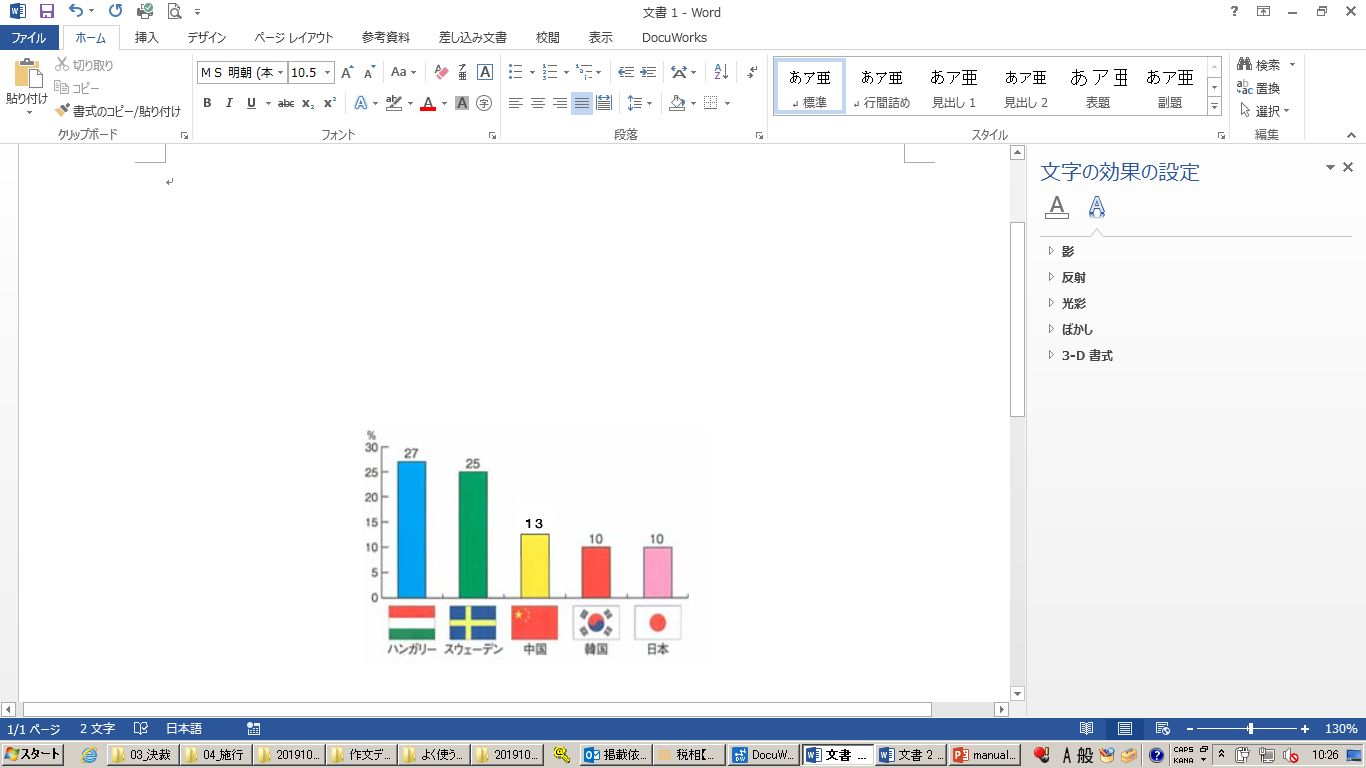 文書 1 - Word
ファイル ホーム 挿入 デザイン ページ レイアウト 参考資料 差し込み文書 校閲 表示 DocuWorks
貼り付け
切り取り
コピー
書式のコピー/貼り付け
クリップボード
ＭＳ 明朝 (本 10.5
フォント
段落
あア亜 あア亜 あア亜 あア亜 あア亜 あア亜
標準 行間詰め 見出し 1 見出し 2 表題 副題
スタイル
検索
置換
選択
編集
文字の効果の設定
影
反射
光彩
ぼかし
3-D 書式
%
30
25
20
15
10
5
0
27 25 13 10 10
ハンガリー スウェーデン 中国 韓国 日本
1/1 ページ 2 文字 日本語 130%
スタート 03_決裁 04_施行 201910... 作文デ... よく使う... 201910... 掲載依... 税相【... DocuW... 文書 ... 文書 2 ... manual... A 般 CAPS KANA 10:26